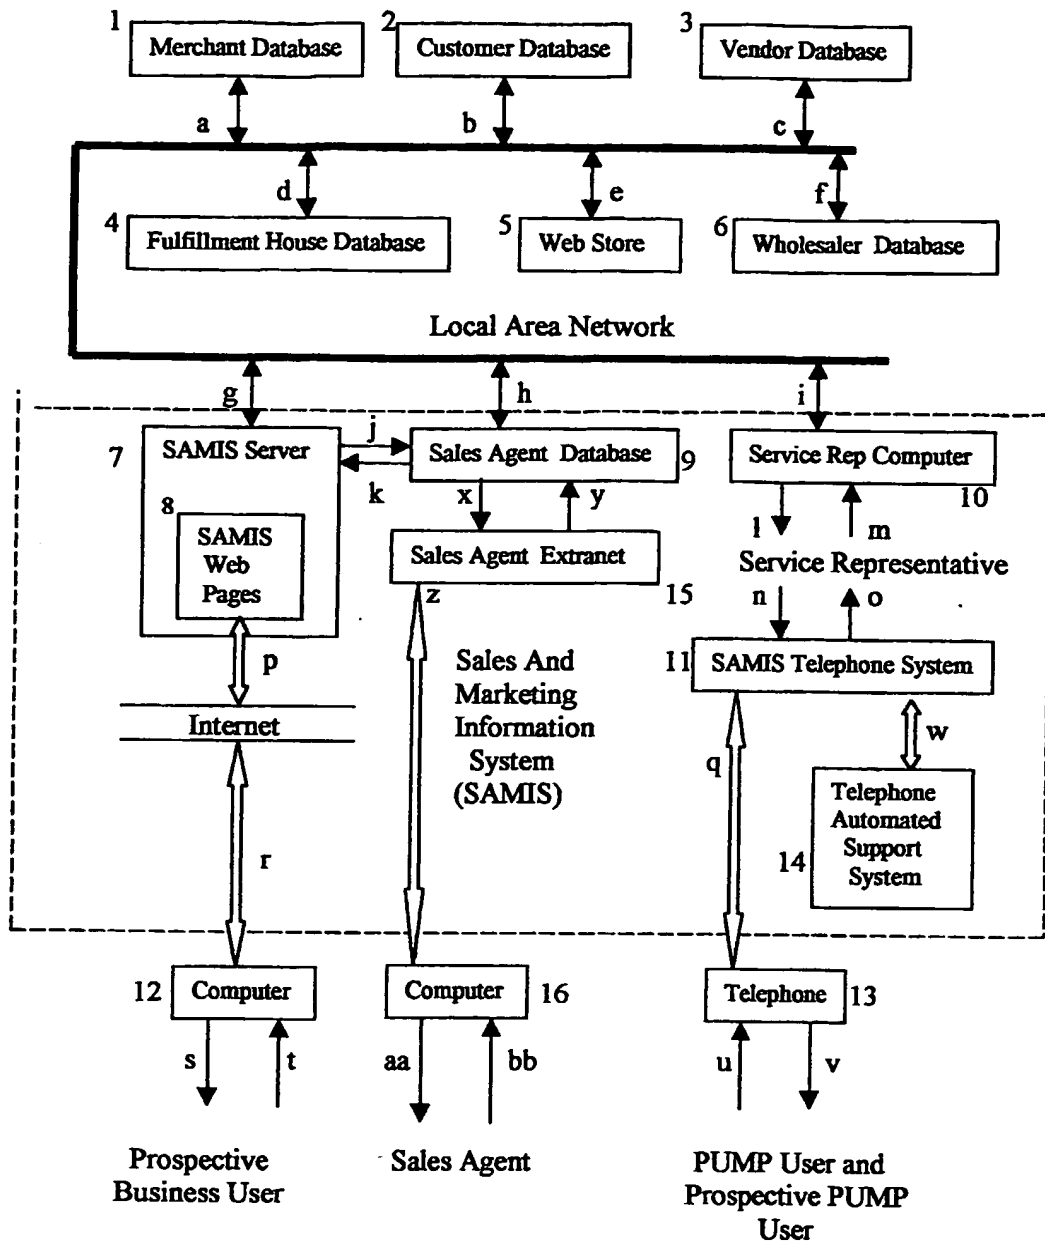 1 Merchant Database
2 Customer Database
3 Vendor Database
a
b
c
d
e
f
4 Fulfillment House Database
5 Web Store
6 Wholesaler Database
Local Area Network
g
h
i
7 SAMIS Server
j
k
Sales Agent Database 9
Service Rep Computer
10
8
SAMIS
Web
Pages
x
y
l
m
Sales Agent Extranet
15
Service Representative
z
n
o
p
11 SAMIS Telephone System
Sales And
Marketing
Information
System
(SAMIS)
Internet
q
w
r
14
Telephone
Automated
Support
System
12 Computer
Computer 16
Telephone 13
s
t
aa
bb
u
v
Prospective
Business User
Sales Agent
PUMP User and
Prospective PUMP
User